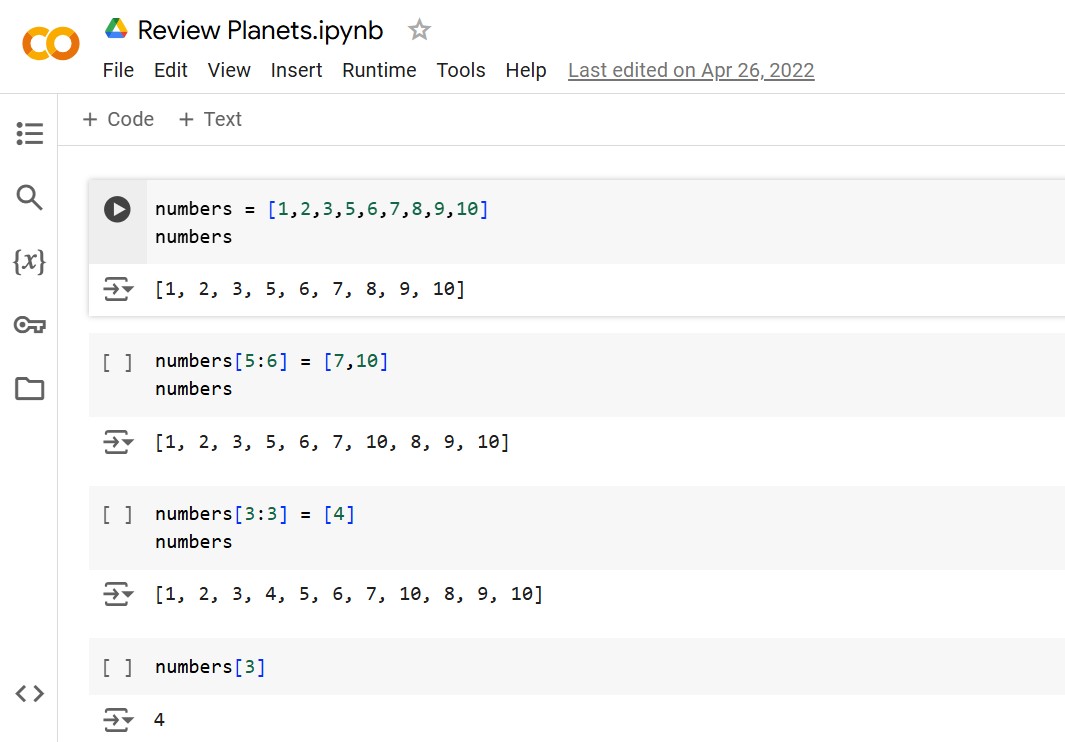 Review Planets.ipynb
File Edit View Insert Runtime Tools Help Last edited on Apr 26, 2022
+ Code + Text
numbers = [1,2,3,5,6,7,8,9,10]
numbers
[1, 2, 3, 5, 6, 7, 8, 9, 10]
[ ] numbers[5:6] = [7,10]
numbers
[1, 2, 3, 5, 6, 7, 10, 8, 9, 10]
[ ] numbers[3:3] = [4]
numbers
[1, 2, 3, 4, 5, 6, 7, 10, 8, 9, 10]
[ ] numbers[3]
4